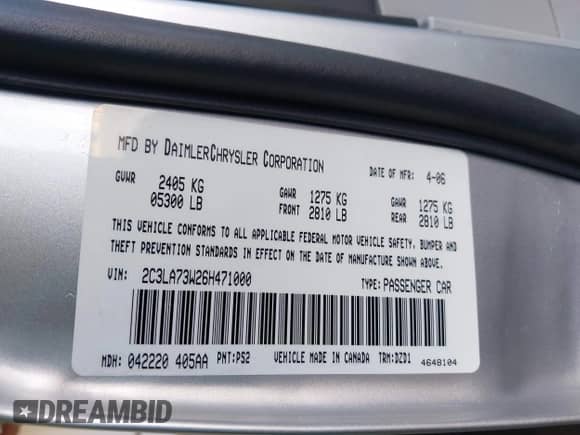 MFD BY DAIMLERCHRYSLER CORPORATION DATE OF MFR: 4-06
GVWR 2405 KG GAWR 1275 KG GAWR 1275 KG
05300 LB FRONT 2810 LB REAR 2810 LB
THIS VEHICLE CONFORMS TO ALL APPLICABLE FEDERAL MOTOR VEHICLE SAFETY, BUMPER AND
THEFT PREVENTION STANDARDS IN EFFECT ON THE DATE OF MANUFACTURE SHOWN ABOVE.
VIN: 2C3LA73W26H471000 TYPE: PASSENGER CAR
MDH: 042220 405AA PNT: PS2 VEHICLE MADE IN CANADA TRM: DZD1 4648104
DREAMBID